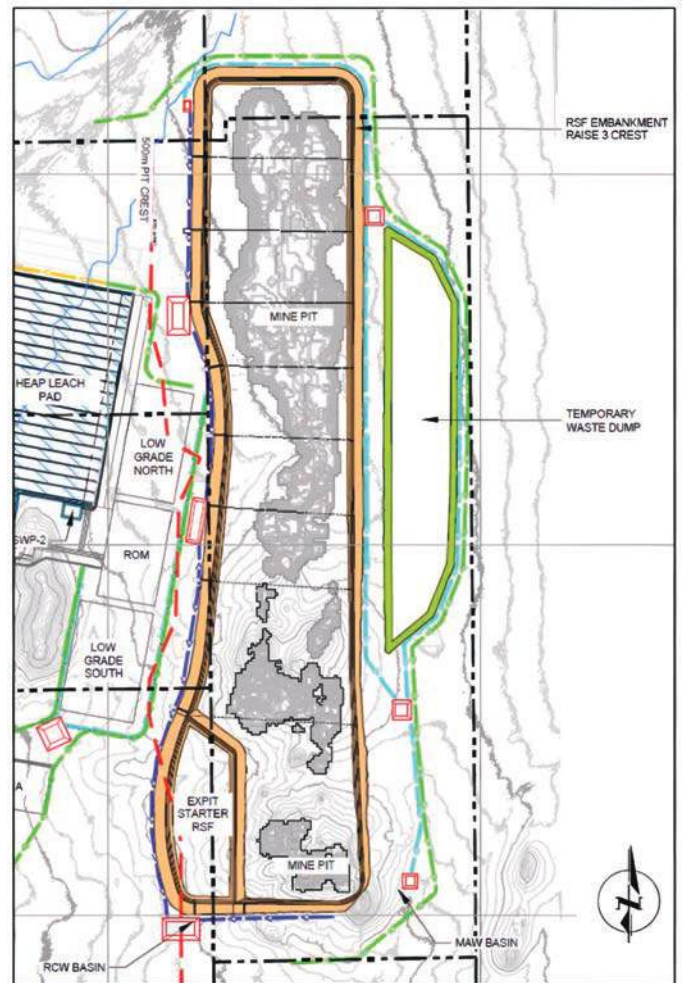 RSF EMBANKMENT
RAISE 3 CREST
500m PIT CREST
MINE PIT
HEAP LEACH
PAD
LOW
GRADE
NORTH
TEMPORARY
WASTE DUMP
SWP-2
ROM
LOW
GRADE
SOUTH
A
EXPIT
STARTER
RSF
MINE PIT
MAW BASIN
RCW BASIN